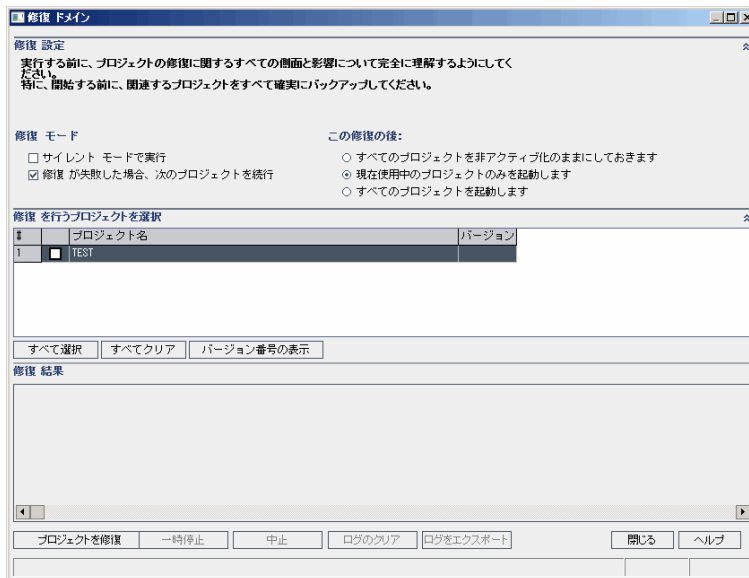 修復 ドメイン
修復 設定
実行する前に、プロジェクトの修復に関するすべての側面と影響について完全に理解するようにしてく
ださい。
特に、開始する前に、関連するプロジェクトをすべて確実にバックアップしてください。
修復 モード
サイレント モードで実行
修復 が失敗した場合、次のプロジェクトを続行
この修復の後:
すべてのプロジェクトを非アクティブ化のままにしておきます
現在使用中のプロジェクトのみを起動します
すべてのプロジェクトを起動します
修復 を行うプロジェクトを選択
プロジェクト名 バージョン
1 TEST
すべて選択 すべてクリア バージョン番号の表示
修復 結果
プロジェクトを修復 一時停止 中止 ログのクリア ログをエクスポート 閉じる ヘルプ